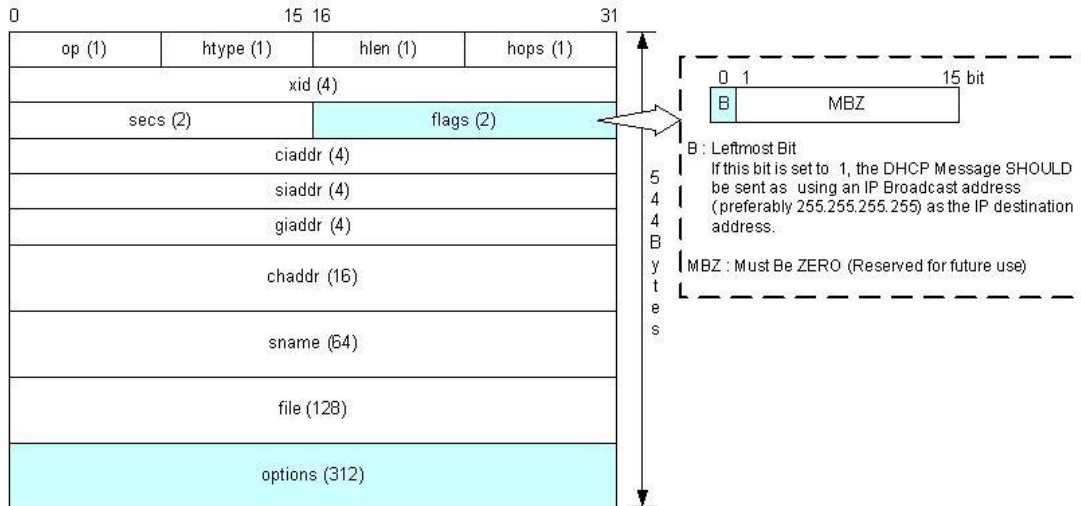 0 15 16 31
op (1) htype (1) hlen (1) hops (1)
xid (4)
secs (2) flags (2)
ciaddr (4)
siaddr (4)
giaddr (4)
chaddr (16)
sname (64)
file (128)
options (312)
544Bytes
0 1 15 bit
B MBZ
B : Leftmost Bit
If this bit is set to 1, the DHCP Message SHOULD
be sent as using an IP Broadcast address
(preferably 255.255.255.255) as the IP destination
address.
MBZ : Must Be ZERO (Reserved for future use)